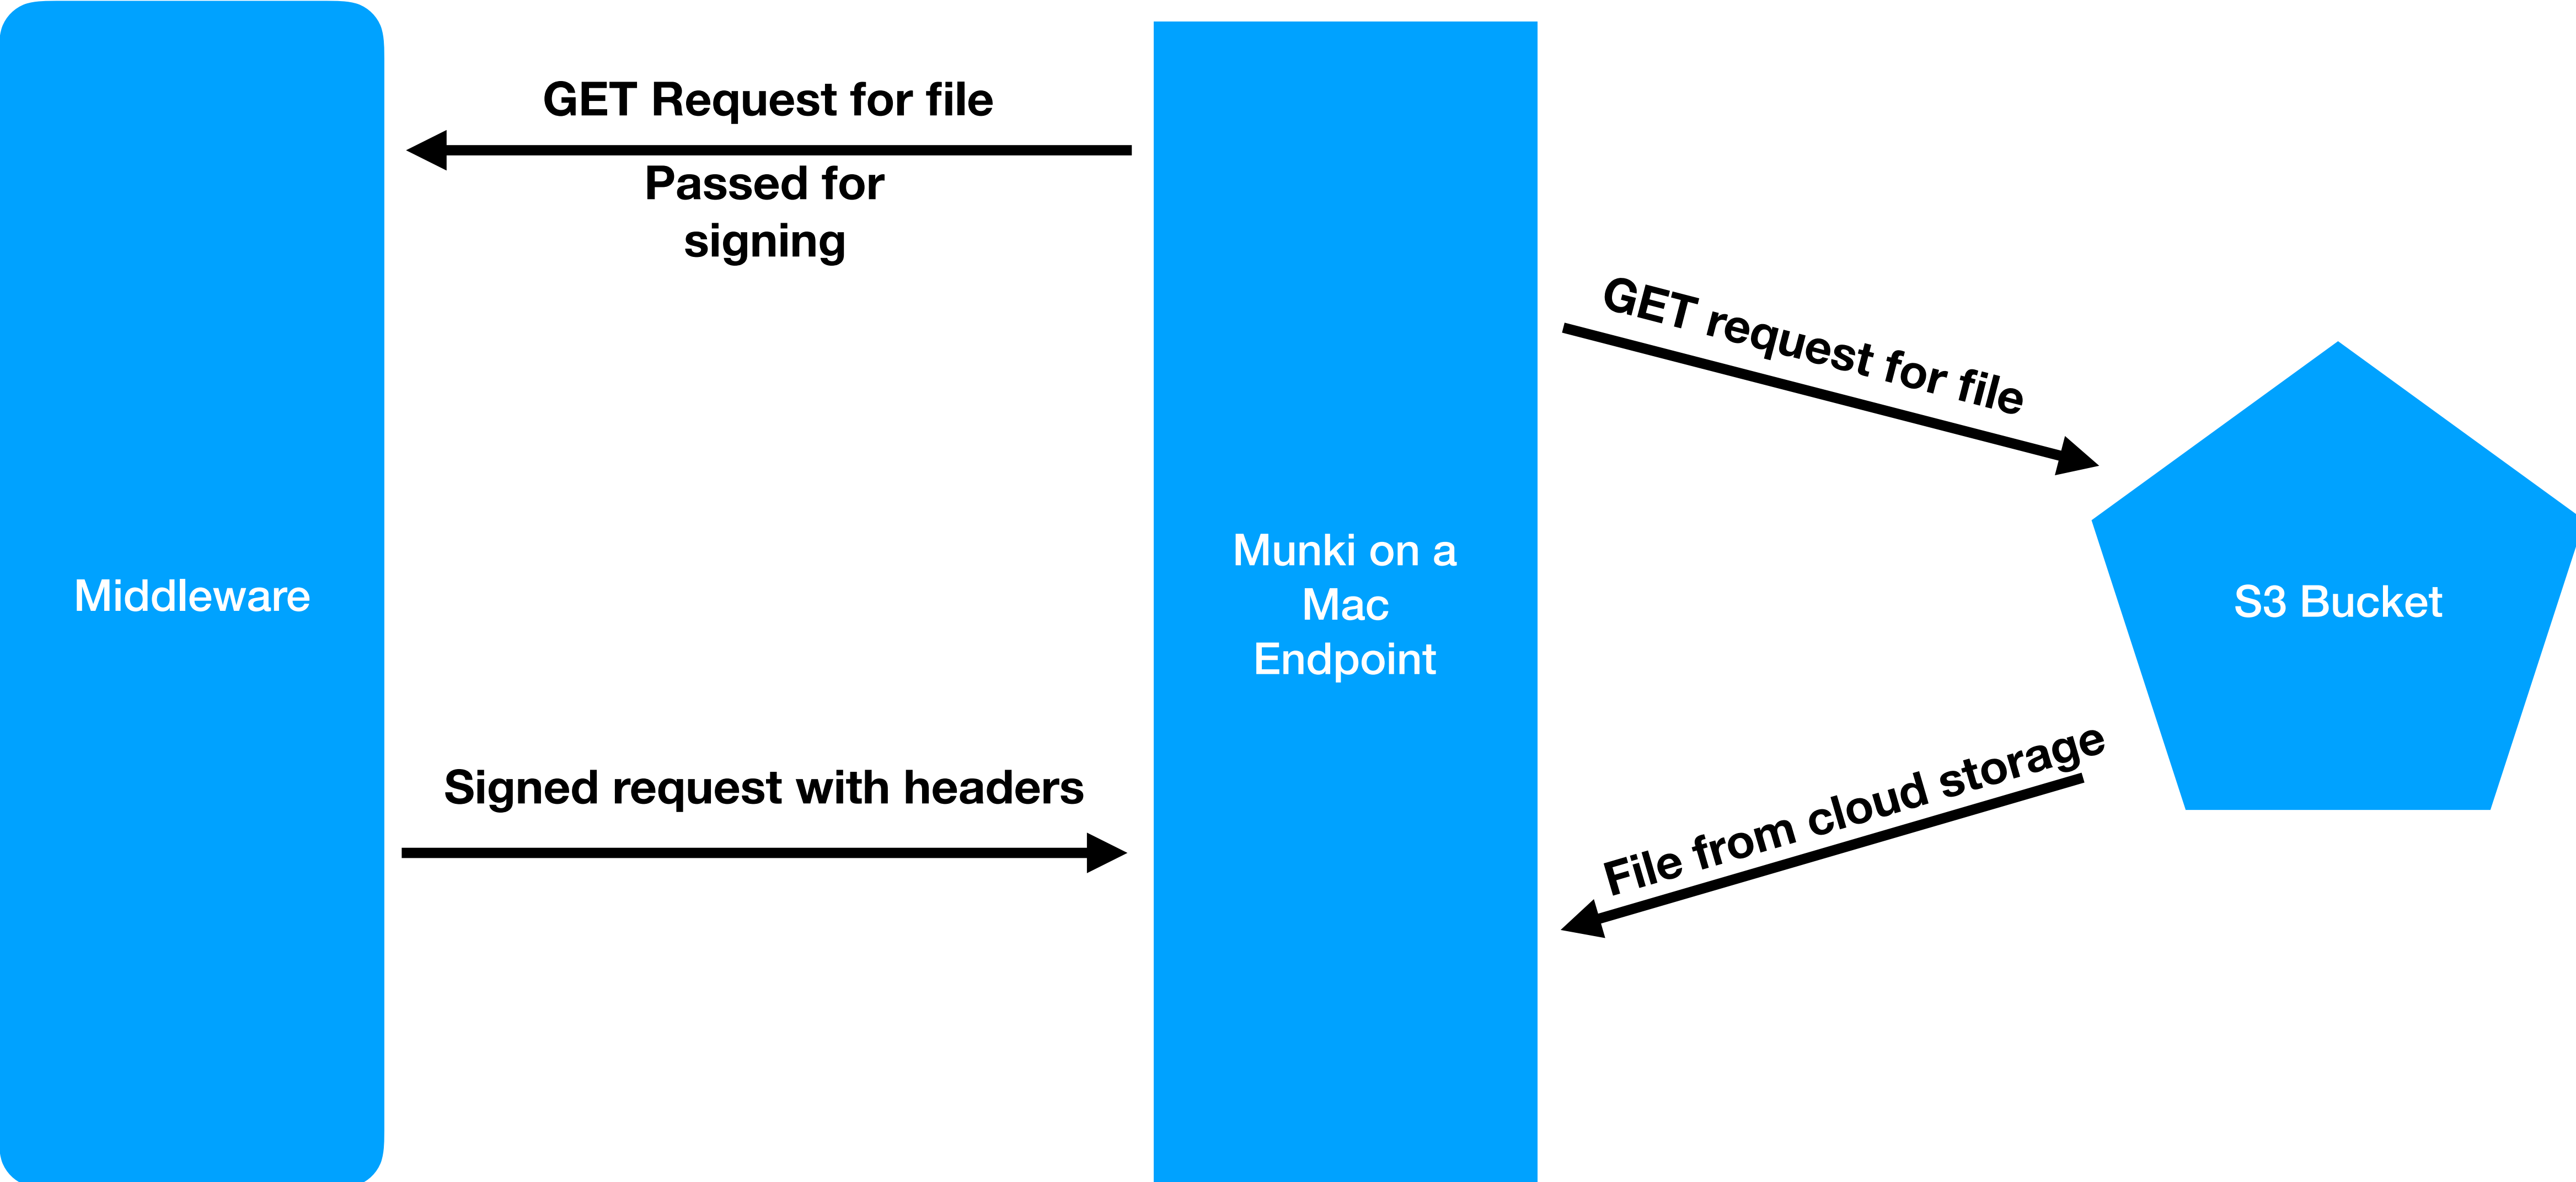 GET Request for file
Passed for
signing
GET request for file
Munki on a
Mac
Endpoint
Middleware
S3 Bucket
Signed request with headers
File from cloud storage